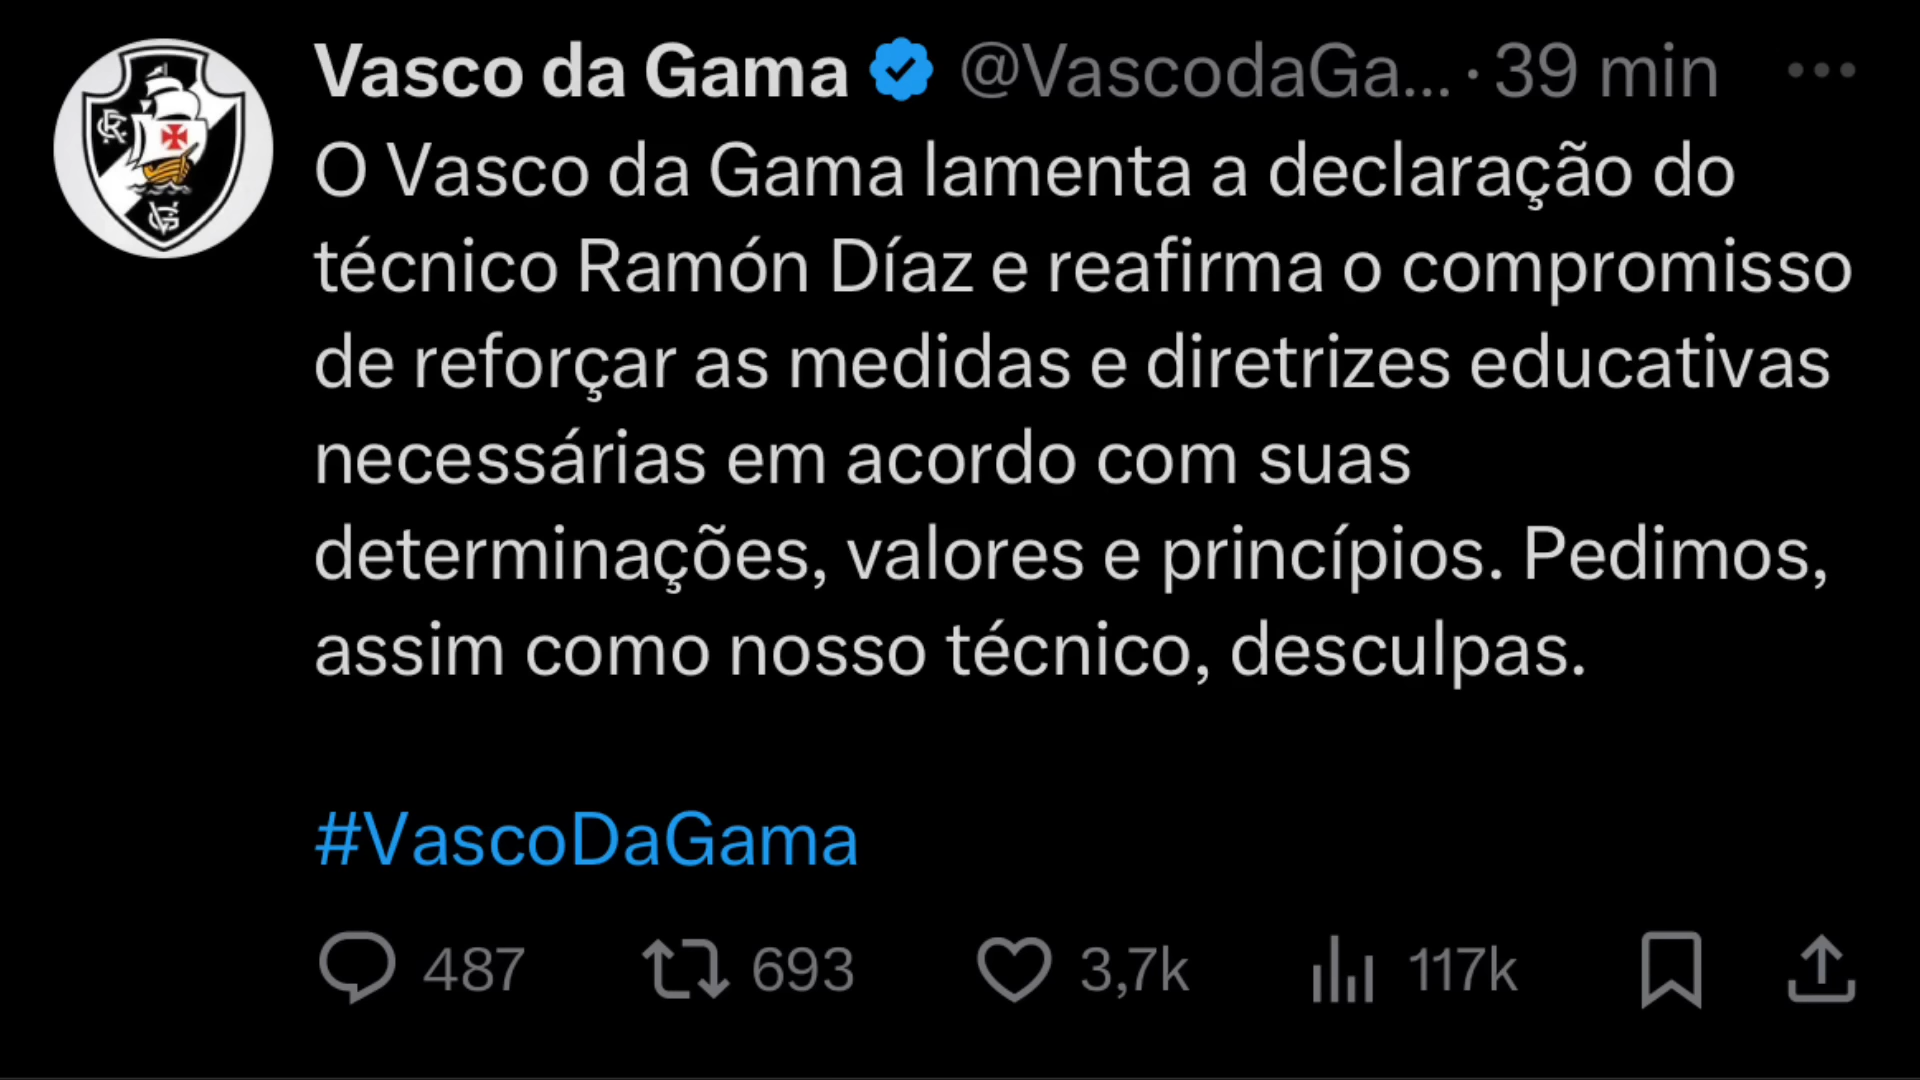 Vasco da Gama @VascodaGa... · 39 min
O Vasco da Gama lamenta a declaração do
técnico Ramón Díaz e reafirma o compromisso
de reforçar as medidas e diretrizes educativas
necessárias em acordo com suas
determinações, valores e princípios. Pedimos,
assim como nosso técnico, desculpas.
#VascoDaGama
487 693 3,7k 117k